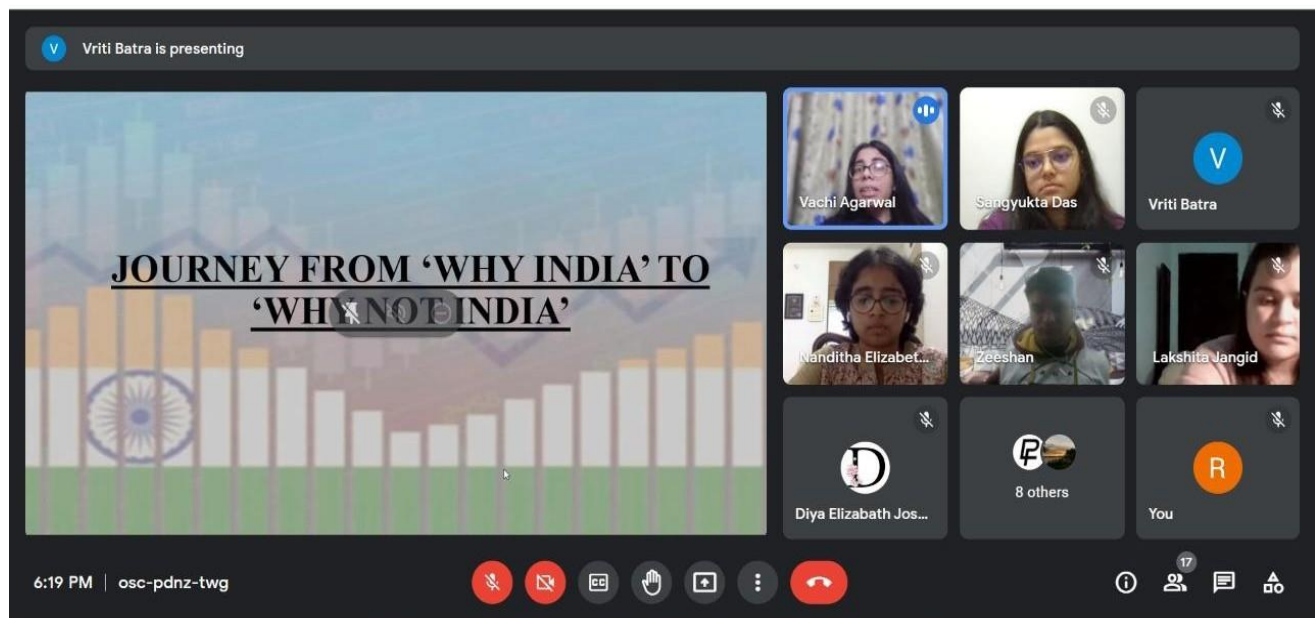 V Vriti Batra is presenting
JOURNEY FROM ‘WHY INDIA’ TO
‘WHY NOT INDIA’
Vachi Agarwal
Sangyukta Das
V
Vriti Batra
Nanditha Elizabet...
Zeeshan
Lakshita Jangid
D
Diya Elizabath Jos...
8 others
R
You
6:19 PM | osc-pdnz-twg
CC
17